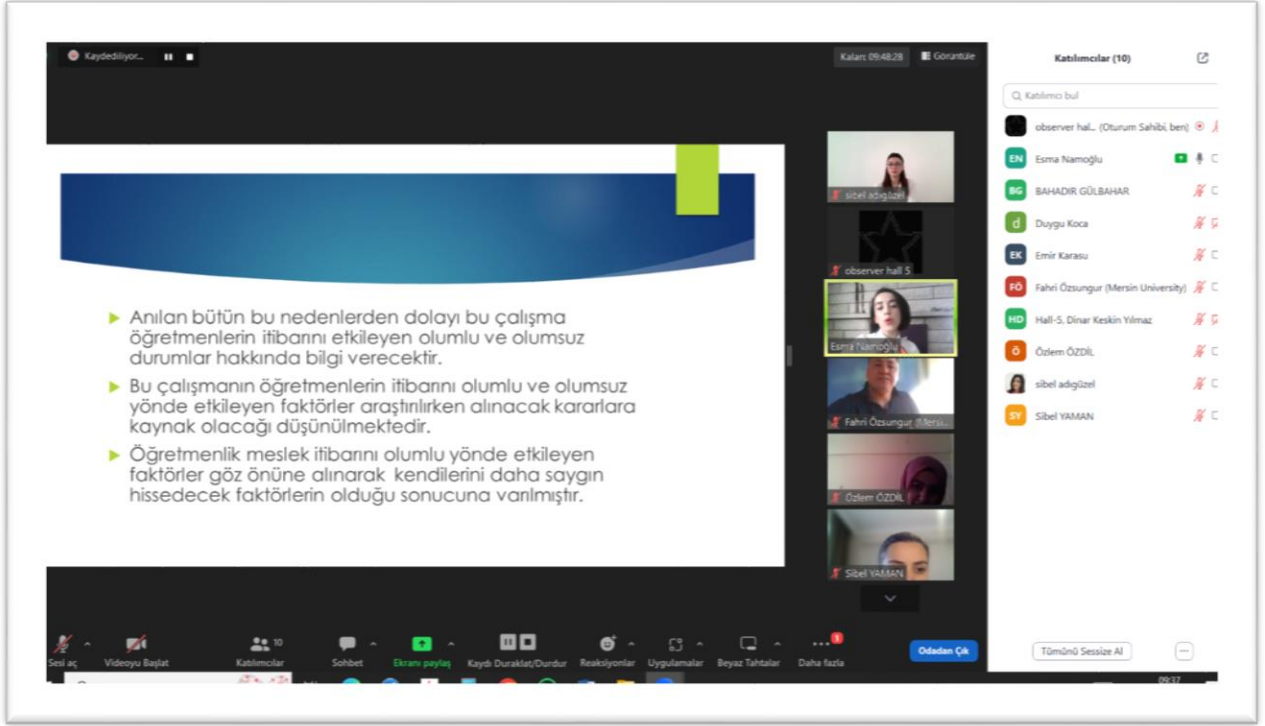 Kaydediliyor...
Kalan: 09:48:28
Görüntüle
Anılan bütün bu nedenlerden dolayı bu çalışma
öğretmenlerin itibarını etkileyen olumlu ve olumsuz
durumlar hakkında bilgi verecektir.
Bu çalışmanın öğretmenlerin itibarını olumlu ve olumsuz
yönde etkileyen faktörler araştırılırken alınacak kararlara
kaynak olacağı düşünülmektedir.
Öğretmenlik meslek itibarını olumlu yönde etkileyen
faktörler göz önüne alınarak kendilerini daha saygın
hissedecek faktörlerin olduğu sonucuna varılmıştır.
sibel adıgüzel
observer hall 5
Esma Namoğlu
Fahri Özsungur (Mersi...
Özlem ÖZDİL
Sibel YAMAN
Katılımcılar (10)
Katılımcı bul
observer hal... (Oturum Sahibi, ben)
EN Esma Namoğlu
BG BAHADIR GÜLBAHAR
d Duygu Koca
EK Emir Karasu
FÖ Fahri Özsungur (Mersin University)
HD Hall-5, Dinar Keskin Yılmaz
Ö Özlem ÖZDİL
sibel adıgüzel
SY Sibel YAMAN
Tümünü Sessize Al
Sesi aç
Videoyu Başlat
10
Katılımcılar
Sohbet
Ekranı paylaş
Kaydı Duraklat/Durdur
Reaksiyonlar
Uygulamalar
Beyaz Tahtalar
1
Daha fazla
Odadan Çık
09:37